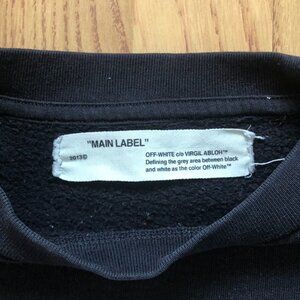 "MAIN LABEL"
2013©
OFF-WHITE c/o VIRGIL ABLOH™
Defining the grey area between black
and white as the color Off-White™